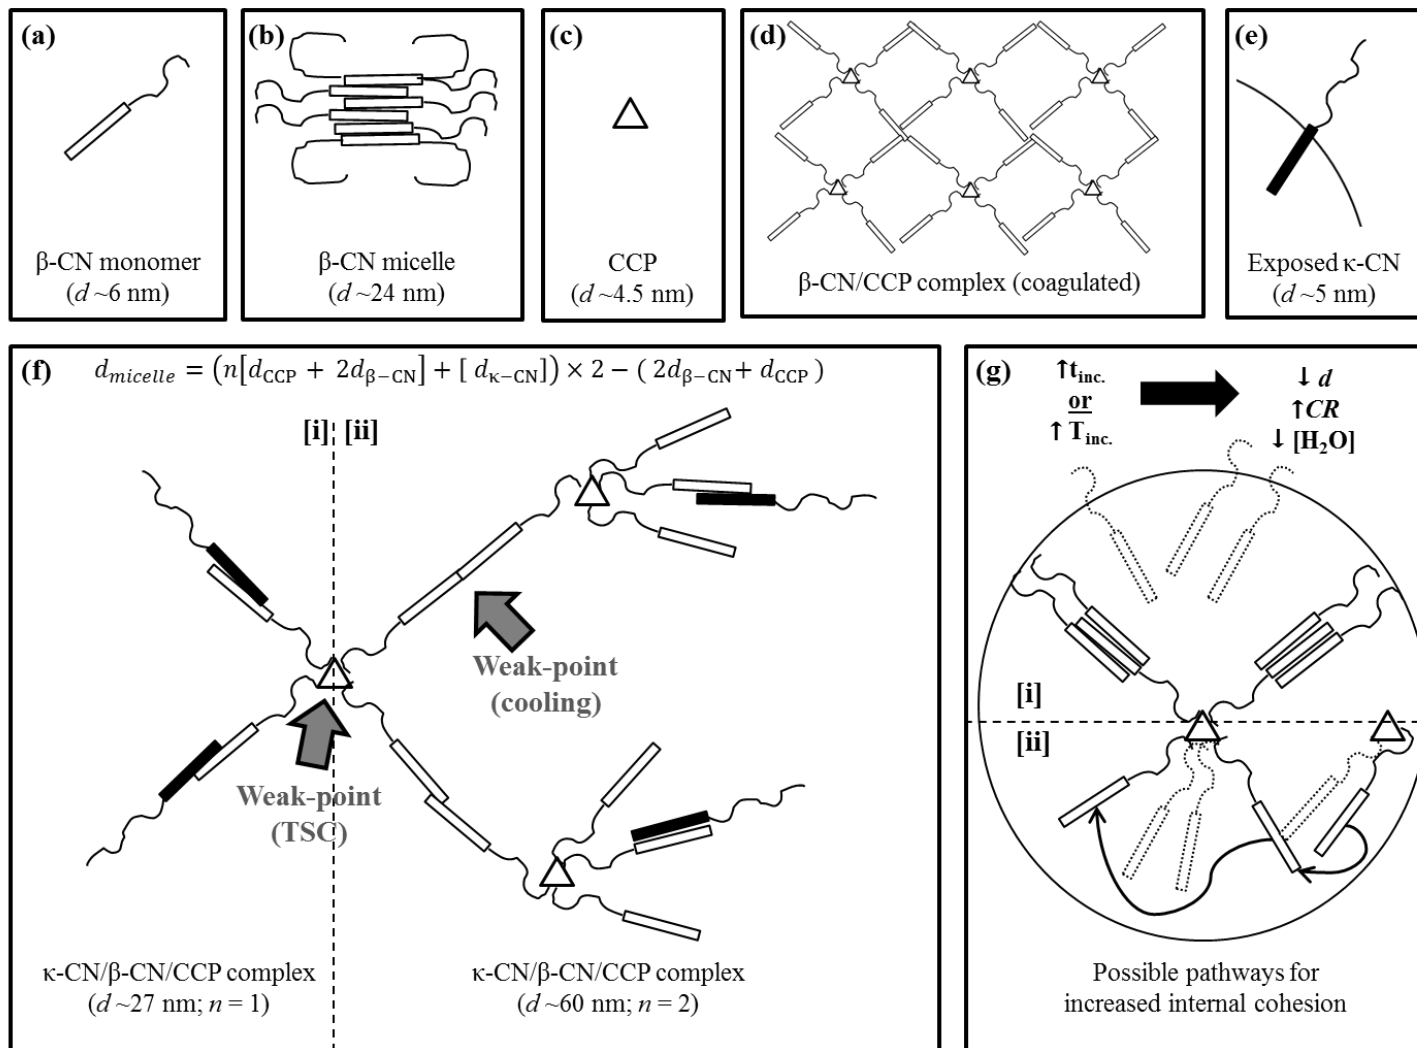 (a)
β-CN monomer
(d ~6 nm)
(b)
β-CN micelle
(d ~24 nm)
(c)
CCP
(d ~4.5 nm)
(d)
β-CN/CCP complex (coagulated)
(e)
Exposed κ-CN
(d ~5 nm)
(f) d_micelle = (n[d_CCP + 2d_β−CN] + [ d_κ−CN]) × 2 − ( 2d_β−CN + d_CCP )
[i] [ii]
Weak-point
(cooling)
Weak-point
(TSC)
κ-CN/β-CN/CCP complex
(d ~27 nm; n = 1)
κ-CN/β-CN/CCP complex
(d ~60 nm; n = 2)
(g)
↑t_inc.
or
↑ T_inc.
↓ d
↑CR
↓ [H₂O]
[i]
[ii]
Possible pathways for
increased internal cohesion